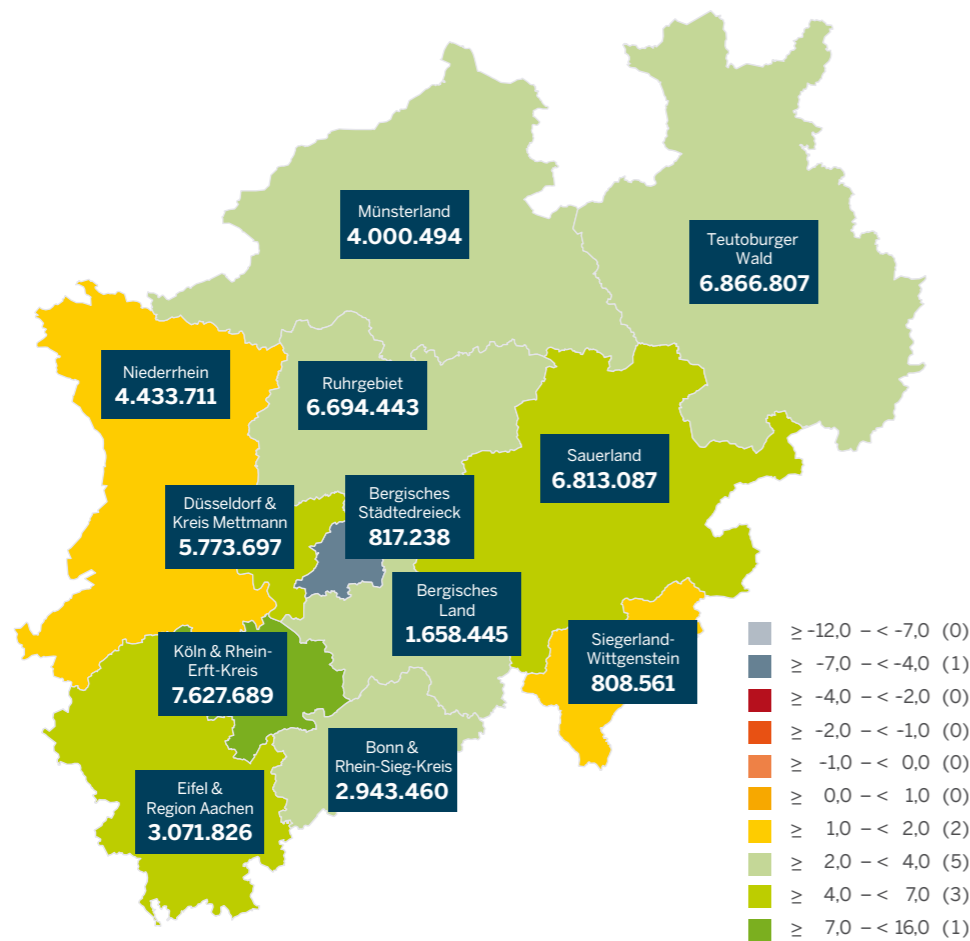 Münsterland
4.000.494
Teutoburger
Wald
6.866.807
Niederrhein
4.433.711
Ruhrgebiet
6.694.443
Sauerland
6.813.087
Düsseldorf &
Kreis Mettmann
5.773.697
Bergisches
Städtedreieck
817.238
Bergisches
Land
1.658.445
Siegerland-
Wittgenstein
808.561
Köln & Rhein-
Erft-Kreis
7.627.689
Bonn &
Rhein-Sieg-Kreis
2.943.460
Eifel &
Region Aachen
3.071.826
≥ -12,0 – < -7,0 (0)
≥ -7,0 – < -4,0 (1)
≥ -4,0 – < -2,0 (0)
≥ -2,0 – < -1,0 (0)
≥ -1,0 – < 0,0 (0)
≥ 0,0 – < 1,0 (0)
≥ 1,0 – < 2,0 (2)
≥ 2,0 – < 4,0 (5)
≥ 4,0 – < 7,0 (3)
≥ 7,0 – < 16,0 (1)